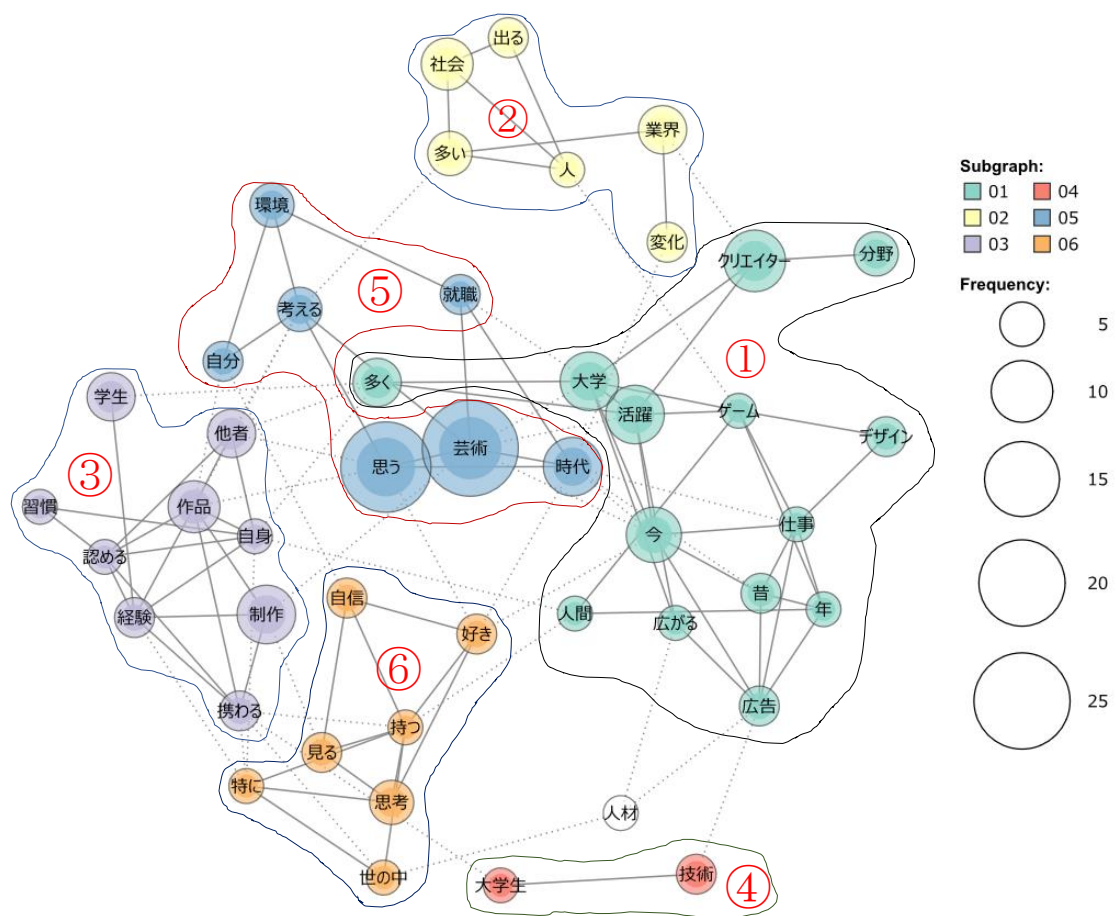 出る
社会
②
業界
多い
人
環境
変化
クリエイター
分野
⑤
就職
考える
自分
①
多く
大学
学生
活躍
ゲーム
他者
デザイン
芸術
思う
時代
③
作品
習慣
仕事
自身
今
認める
昔
自信
年
経験
制作
人間
広がる
好き
⑥
携わる
広告
持つ
見る
特に
思考
人材
世の中
大学生
技術
④
Subgraph:
01 04
02 05
03 06
Frequency:
5
10
15
20
25